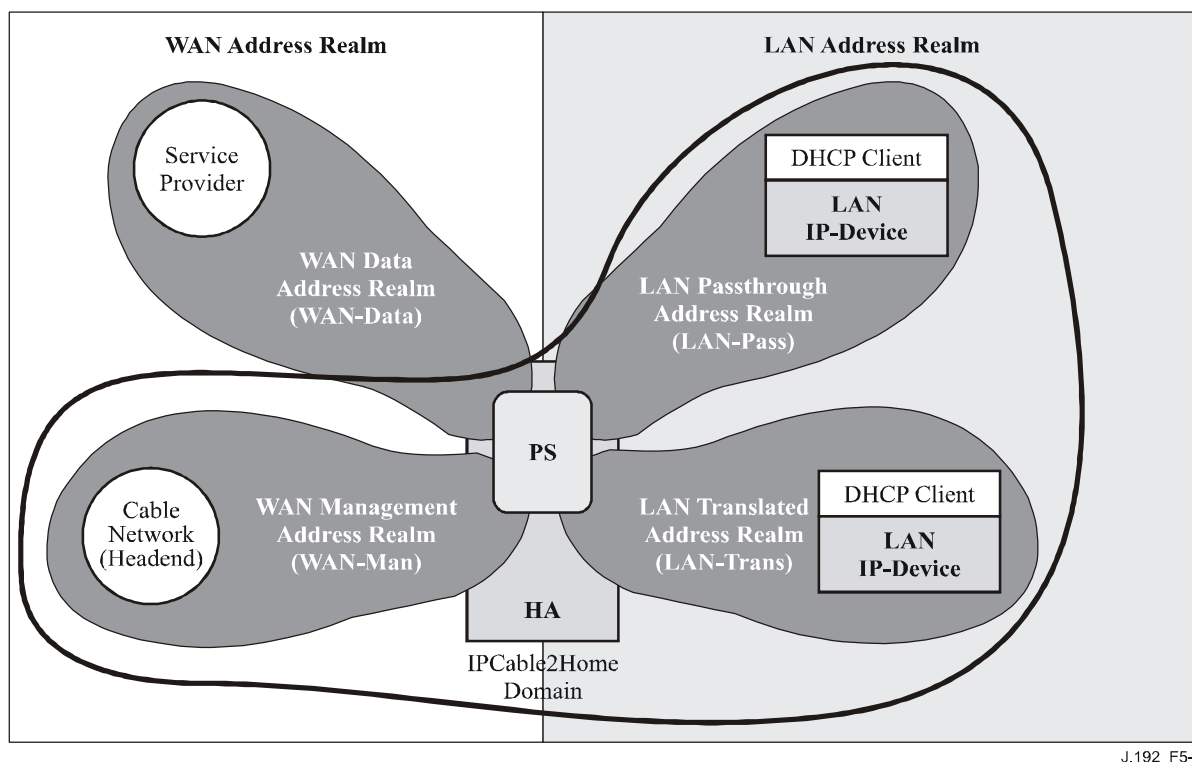 WAN Address Realm
LAN Address Realm
Service
Provider
WAN Data
Address Realm
(WAN-Data)
DHCP Client
LAN
IP-Device
LAN Passthrough
Address Realm
(LAN-Pass)
PS
Cable
Network
(Headend)
WAN Management
Address Realm
(WAN-Man)
LAN Translated
Address Realm
(LAN-Trans)
DHCP Client
LAN
IP-Device
HA
IPCable2Home
Domain
J.192_F5-